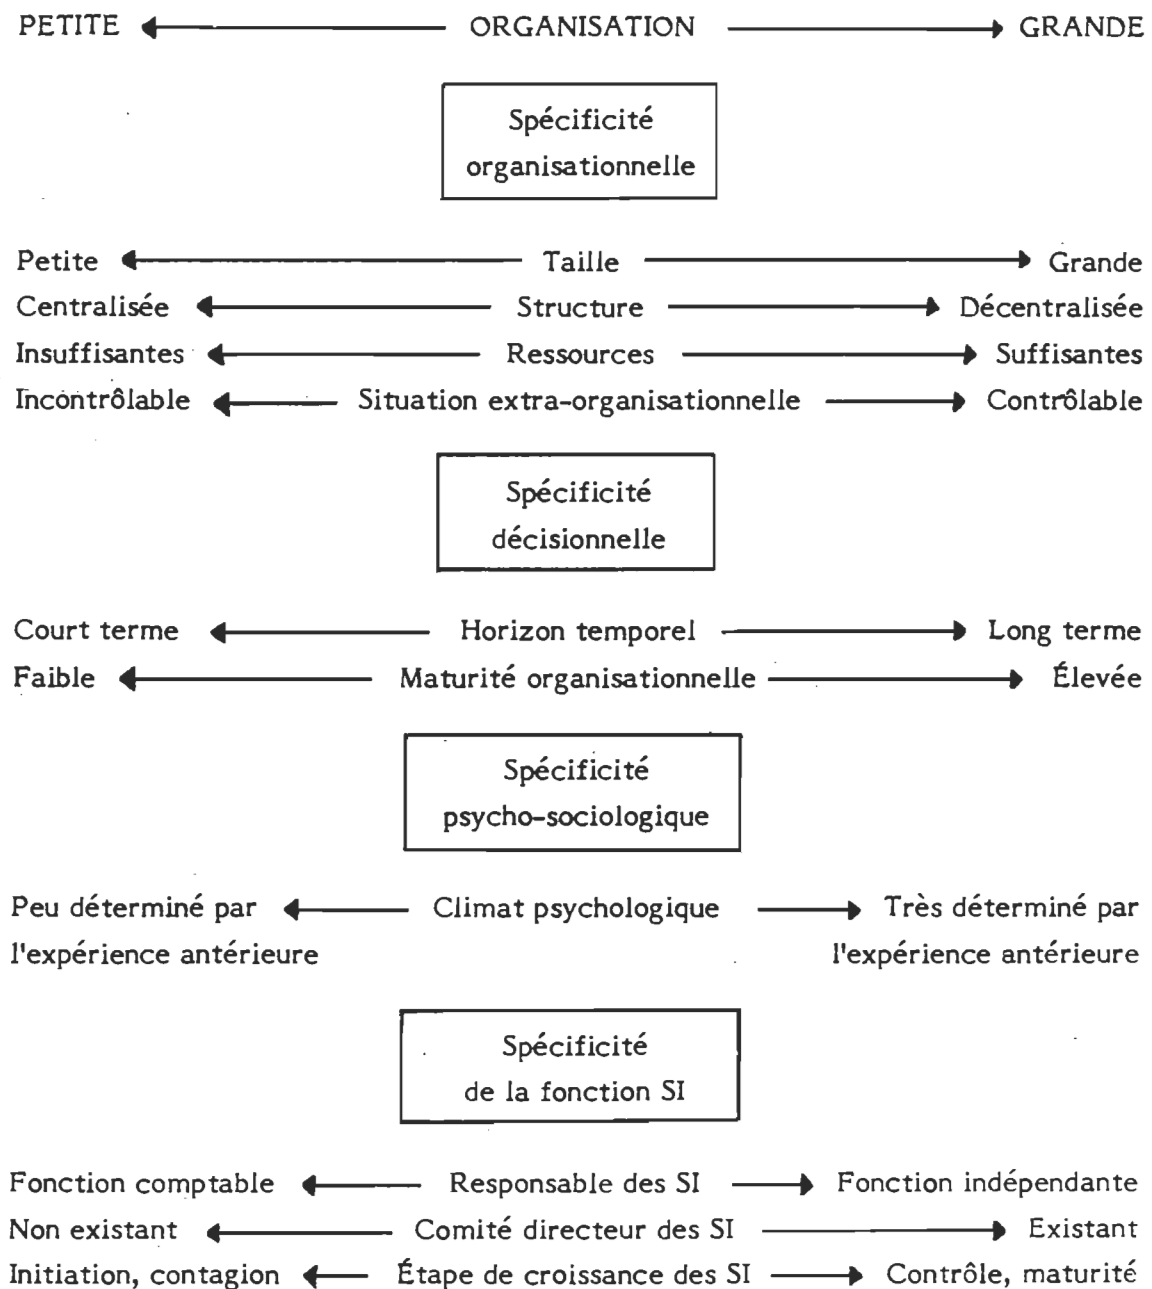 PETITE ORGANISATION GRANDE
Spécificité
organisationnelle
Petite Taille Grande
Centralisée Structure Décentralisée
Insuffisantes Ressources Suffisantes
Incontrôlable Situation extra-organisationnelle Contrôlable
Spécificité
décisionnelle
Court terme Horizon temporel Long terme
Faible Maturité organisationnelle Élevée
Spécificité
psycho-sociologique
Peu déterminé par Climat psychologique Très déterminé par
l'expérience antérieure l'expérience antérieure
Spécificité
de la fonction SI
Fonction comptable Responsable des SI Fonction indépendante
Non existant Comité directeur des SI Existant
Initiation, contagion Étape de croissance des SI Contrôle, maturité